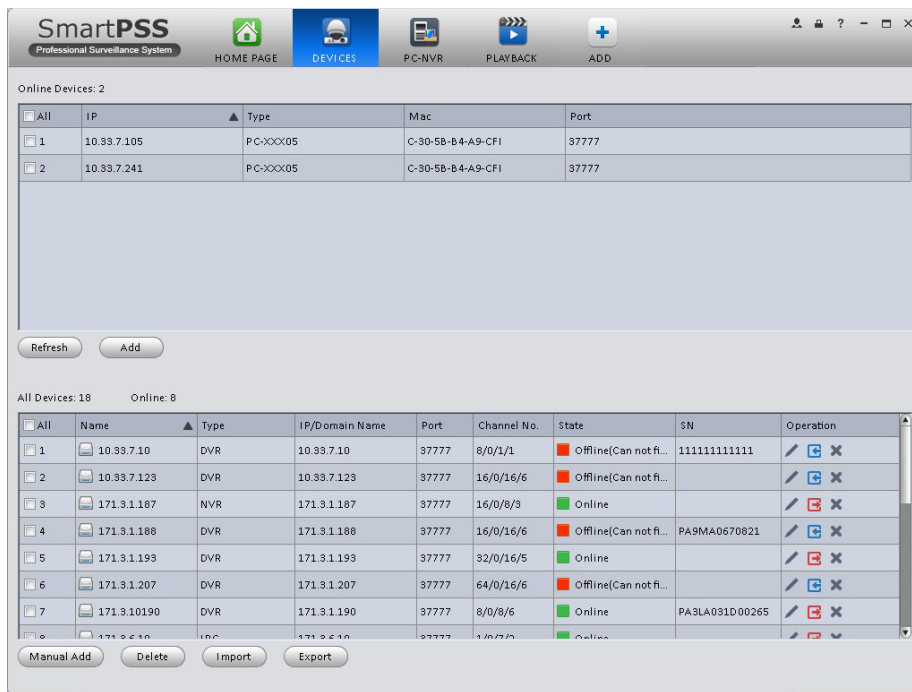 SmartPSS
Professional Surveillance System
HOME PAGE DEVICES PC-NVR PLAYBACK ADD
Online Devices: 2
All IP Type Mac Port
1 10.33.7.105 PC-XXX05 C-30-5B-B4-A9-CFI 37777
2 10.33.7.241 PC-XXX05 C-30-5B-B4-A9-CFI 37777
Refresh Add
All Devices: 18 Online: 8
All Name Type IP/Domain Name Port Channel No. State SN Operation
1 10.33.7.10 DVR 10.33.7.10 37777 8/0/1/1 Offline(Can not fi... 111111111111
2 10.33.7.123 DVR 10.33.7.123 37777 16/0/16/6 Offline(Can not fi...
3 171.3.1.187 NVR 171.3.1.187 37777 16/0/8/3 Online
4 171.3.1.188 DVR 171.3.1.188 37777 16/0/16/6 Offline(Can not fi... PA9MA0670821
5 171.3.1.193 DVR 171.3.1.193 37777 32/0/16/5 Online
6 171.3.1.207 DVR 171.3.1.207 37777 64/0/16/6 Offline(Can not fi...
7 171.3.10190 DVR 171.3.1.190 37777 8/0/8/6 Online PA3LA031D00265
Manual Add Delete Import Export